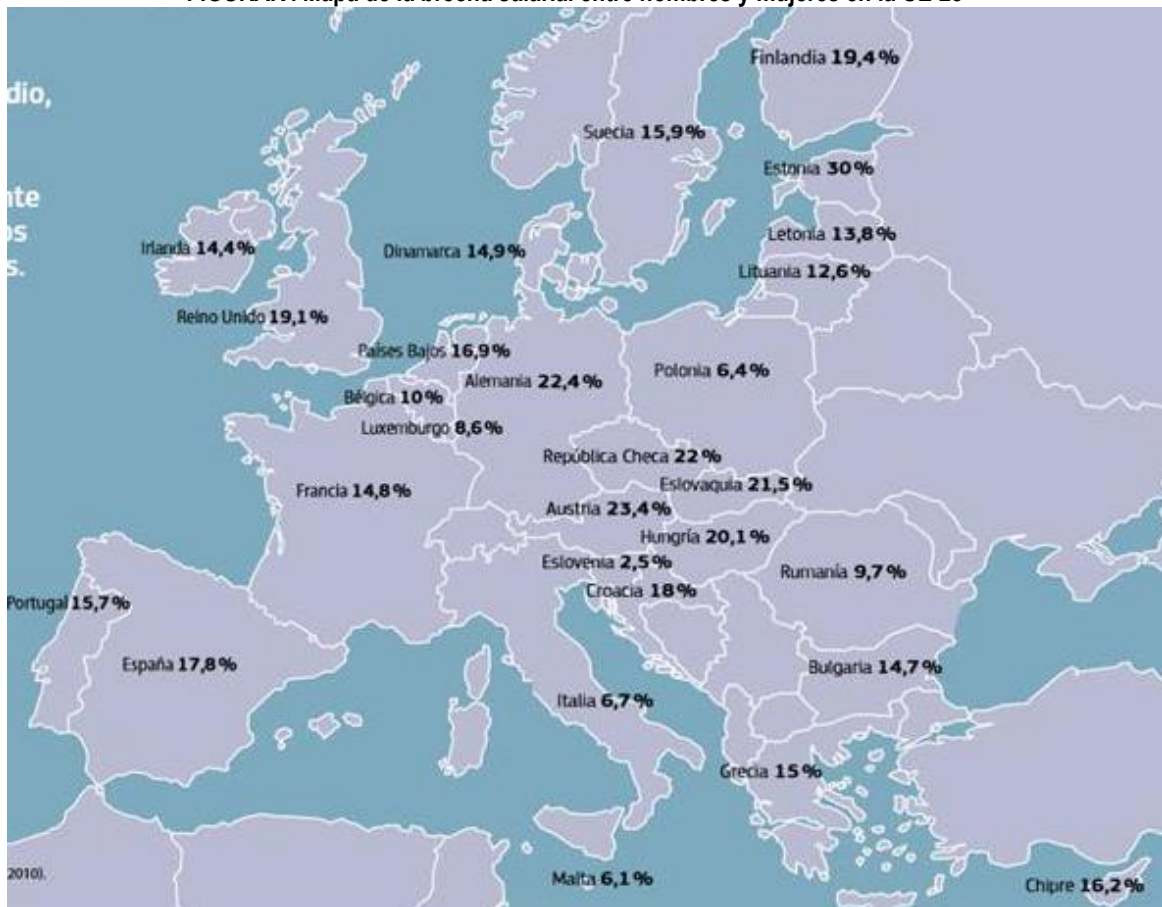 Finlandia 19,4%
dio,
Suecia 15,9%
Estonia 30%
nte
os
s.
Irlanda 14,4%
Dinamarca 14,9%
Letonia 13,8%
Lituania 12,6%
Reino Unido 19,1%
Países Bajos 16,9%
Alemania 22,4%
Polonia 6,4%
Bélgica 10%
Luxemburgo 8,6%
República Checa 22%
Francia 14,8%
Eslovaquia 21,5%
Austria 23,4%
Hungría 20,1%
Eslovenia 2,5%
Rumanía 9,7%
Croacia 18%
Portugal 15,7%
España 17,8%
Bulgaria 14,7%
Italia 6,7%
Grecia 15%
2010).
Malta 6,1%
Chipre 16,2%